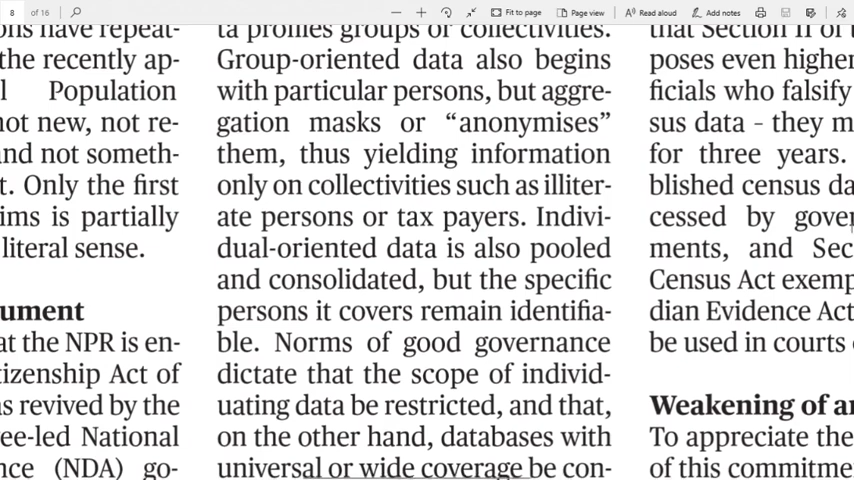 8 of 16 Fit to page Page view Read aloud Add notes
ons have repeat-
the recently ap-
l Population
not new, not re-
and not someth-
t. Only the first
ims is partially
literal sense.
ument
at the NPR is en-
tizenship Act of
as revived by the
ee-led National
nce (NDA) go-
ta profiles groups or collectivities.
Group-oriented data also begins
with particular persons, but aggre-
gation masks or “anonymises”
them, thus yielding information
only on collectivities such as illiter-
ate persons or tax payers. Indivi-
dual-oriented data is also pooled
and consolidated, but the specific
persons it covers remain identifia-
ble. Norms of good governance
dictate that the scope of individ-
uating data be restricted, and that,
on the other hand, databases with
universal or wide coverage be con-
that Section 11 of
poses even higher
ficials who falsify
sus data – they m
for three years.
blished census da
cessed by gover
ments, and Sec
Census Act exemp
dian Evidence Act
be used in courts
Weakening of a
To appreciate the
of this commitme